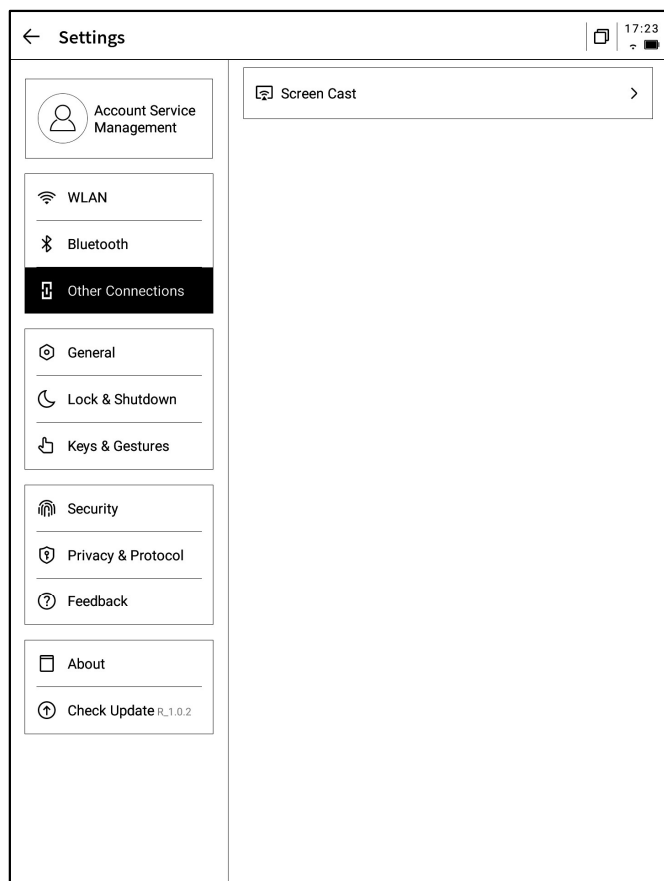 Settings
17:23
Account Service
Management
WLAN
Bluetooth
Other Connections
General
Lock & Shutdown
Keys & Gestures
Security
Privacy & Protocol
Feedback
About
Check Update R_1.0.2
Screen Cast